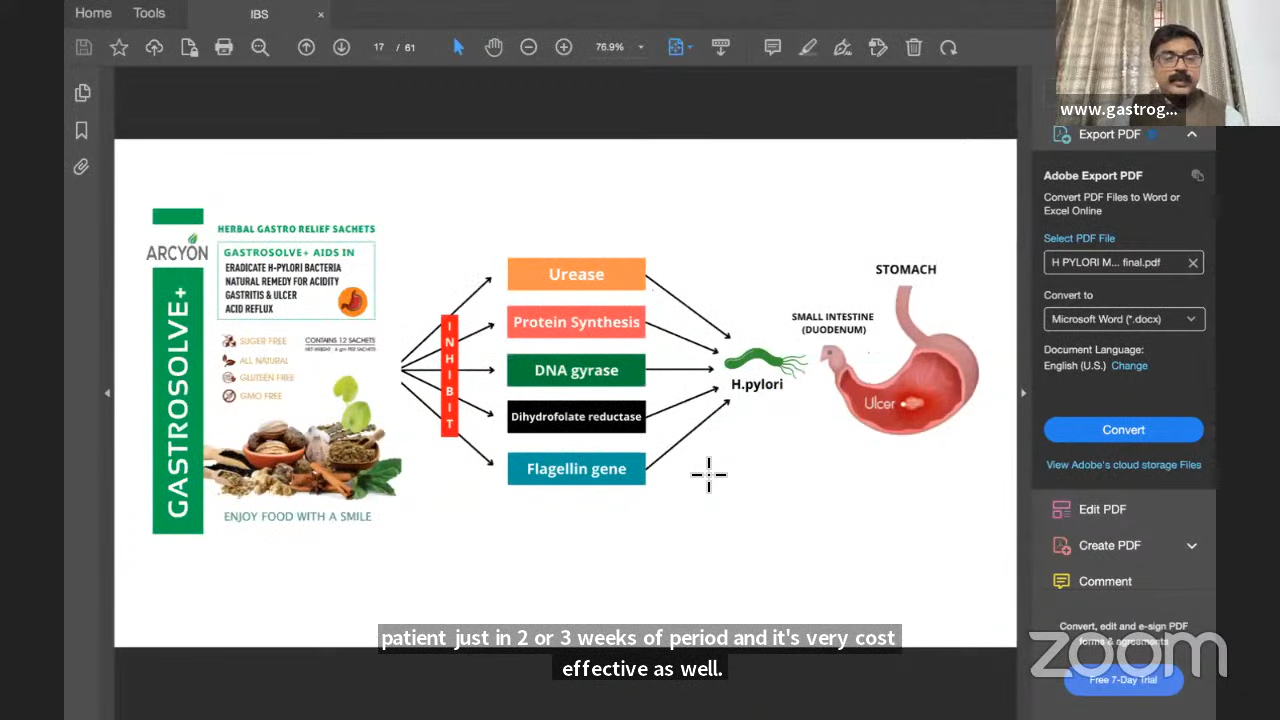 Home
Tools
IBS
×
17 / 61
76.9%
www.gastrog...
Export PDF
Adobe Export PDF
Convert PDF Files to Word or
Excel Online
Select PDF File
H PYLORI M... final.pdf
Convert to
Microsoft Word (*.docx)
Document Language:
English (U.S.) Change
Convert
View Adobe's cloud storage Files
Edit PDF
Create PDF
Comment
Convert, edit and e-sign PDF
forms & agreements
Free 7-Day Trial
zoom
ARCYON
GASTROSOLVE+
HERBAL GASTRO RELIEF SACHETS
GASTROSOLVE+ AIDS IN
ERADICATE H-PYLORI BACTERIA
NATURAL REMEDY FOR ACIDITY
GASTRITIS & ULCER
ACID REFLUX
SUGER FREE
ALL NATURAL
GLUTEEN FREE
GMO FREE
CONTAINS 12 SACHETS
ENJOY FOOD WITH A SMILE
INHIBIT
Urease
Protein Synthesis
DNA gyrase
Dihydrofolate reductase
Flagellin gene
H.pylori
STOMACH
SMALL INTESTINE
(DUODENUM)
Ulcer
patient just in 2 or 3 weeks of period and it's very cost
effective as well.